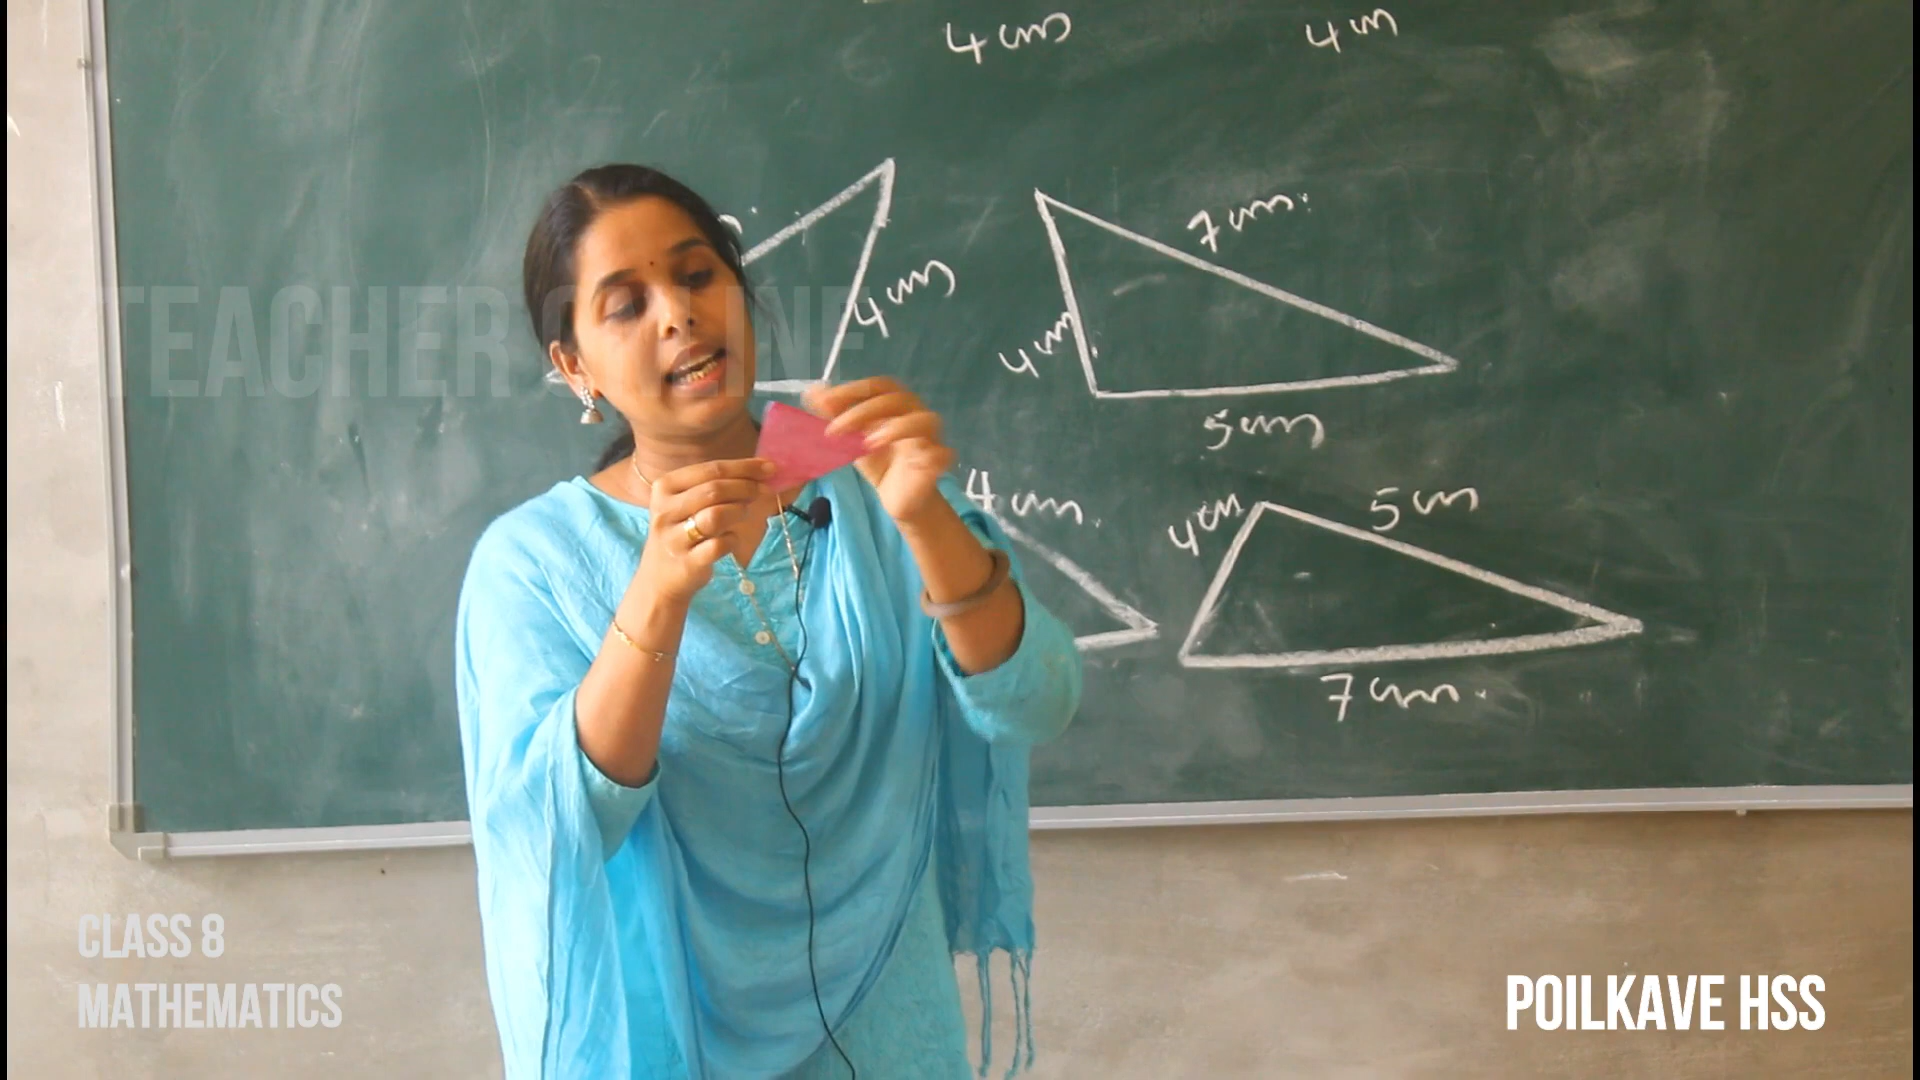 4 cm
4 cm
7 cm.
4 cm
4 cm
5 cm
4 cm.
4 cm
5 cm
7 cm.
TEACHER ONLINE
CLASS 8
MATHEMATICS
POILKAVE HSS